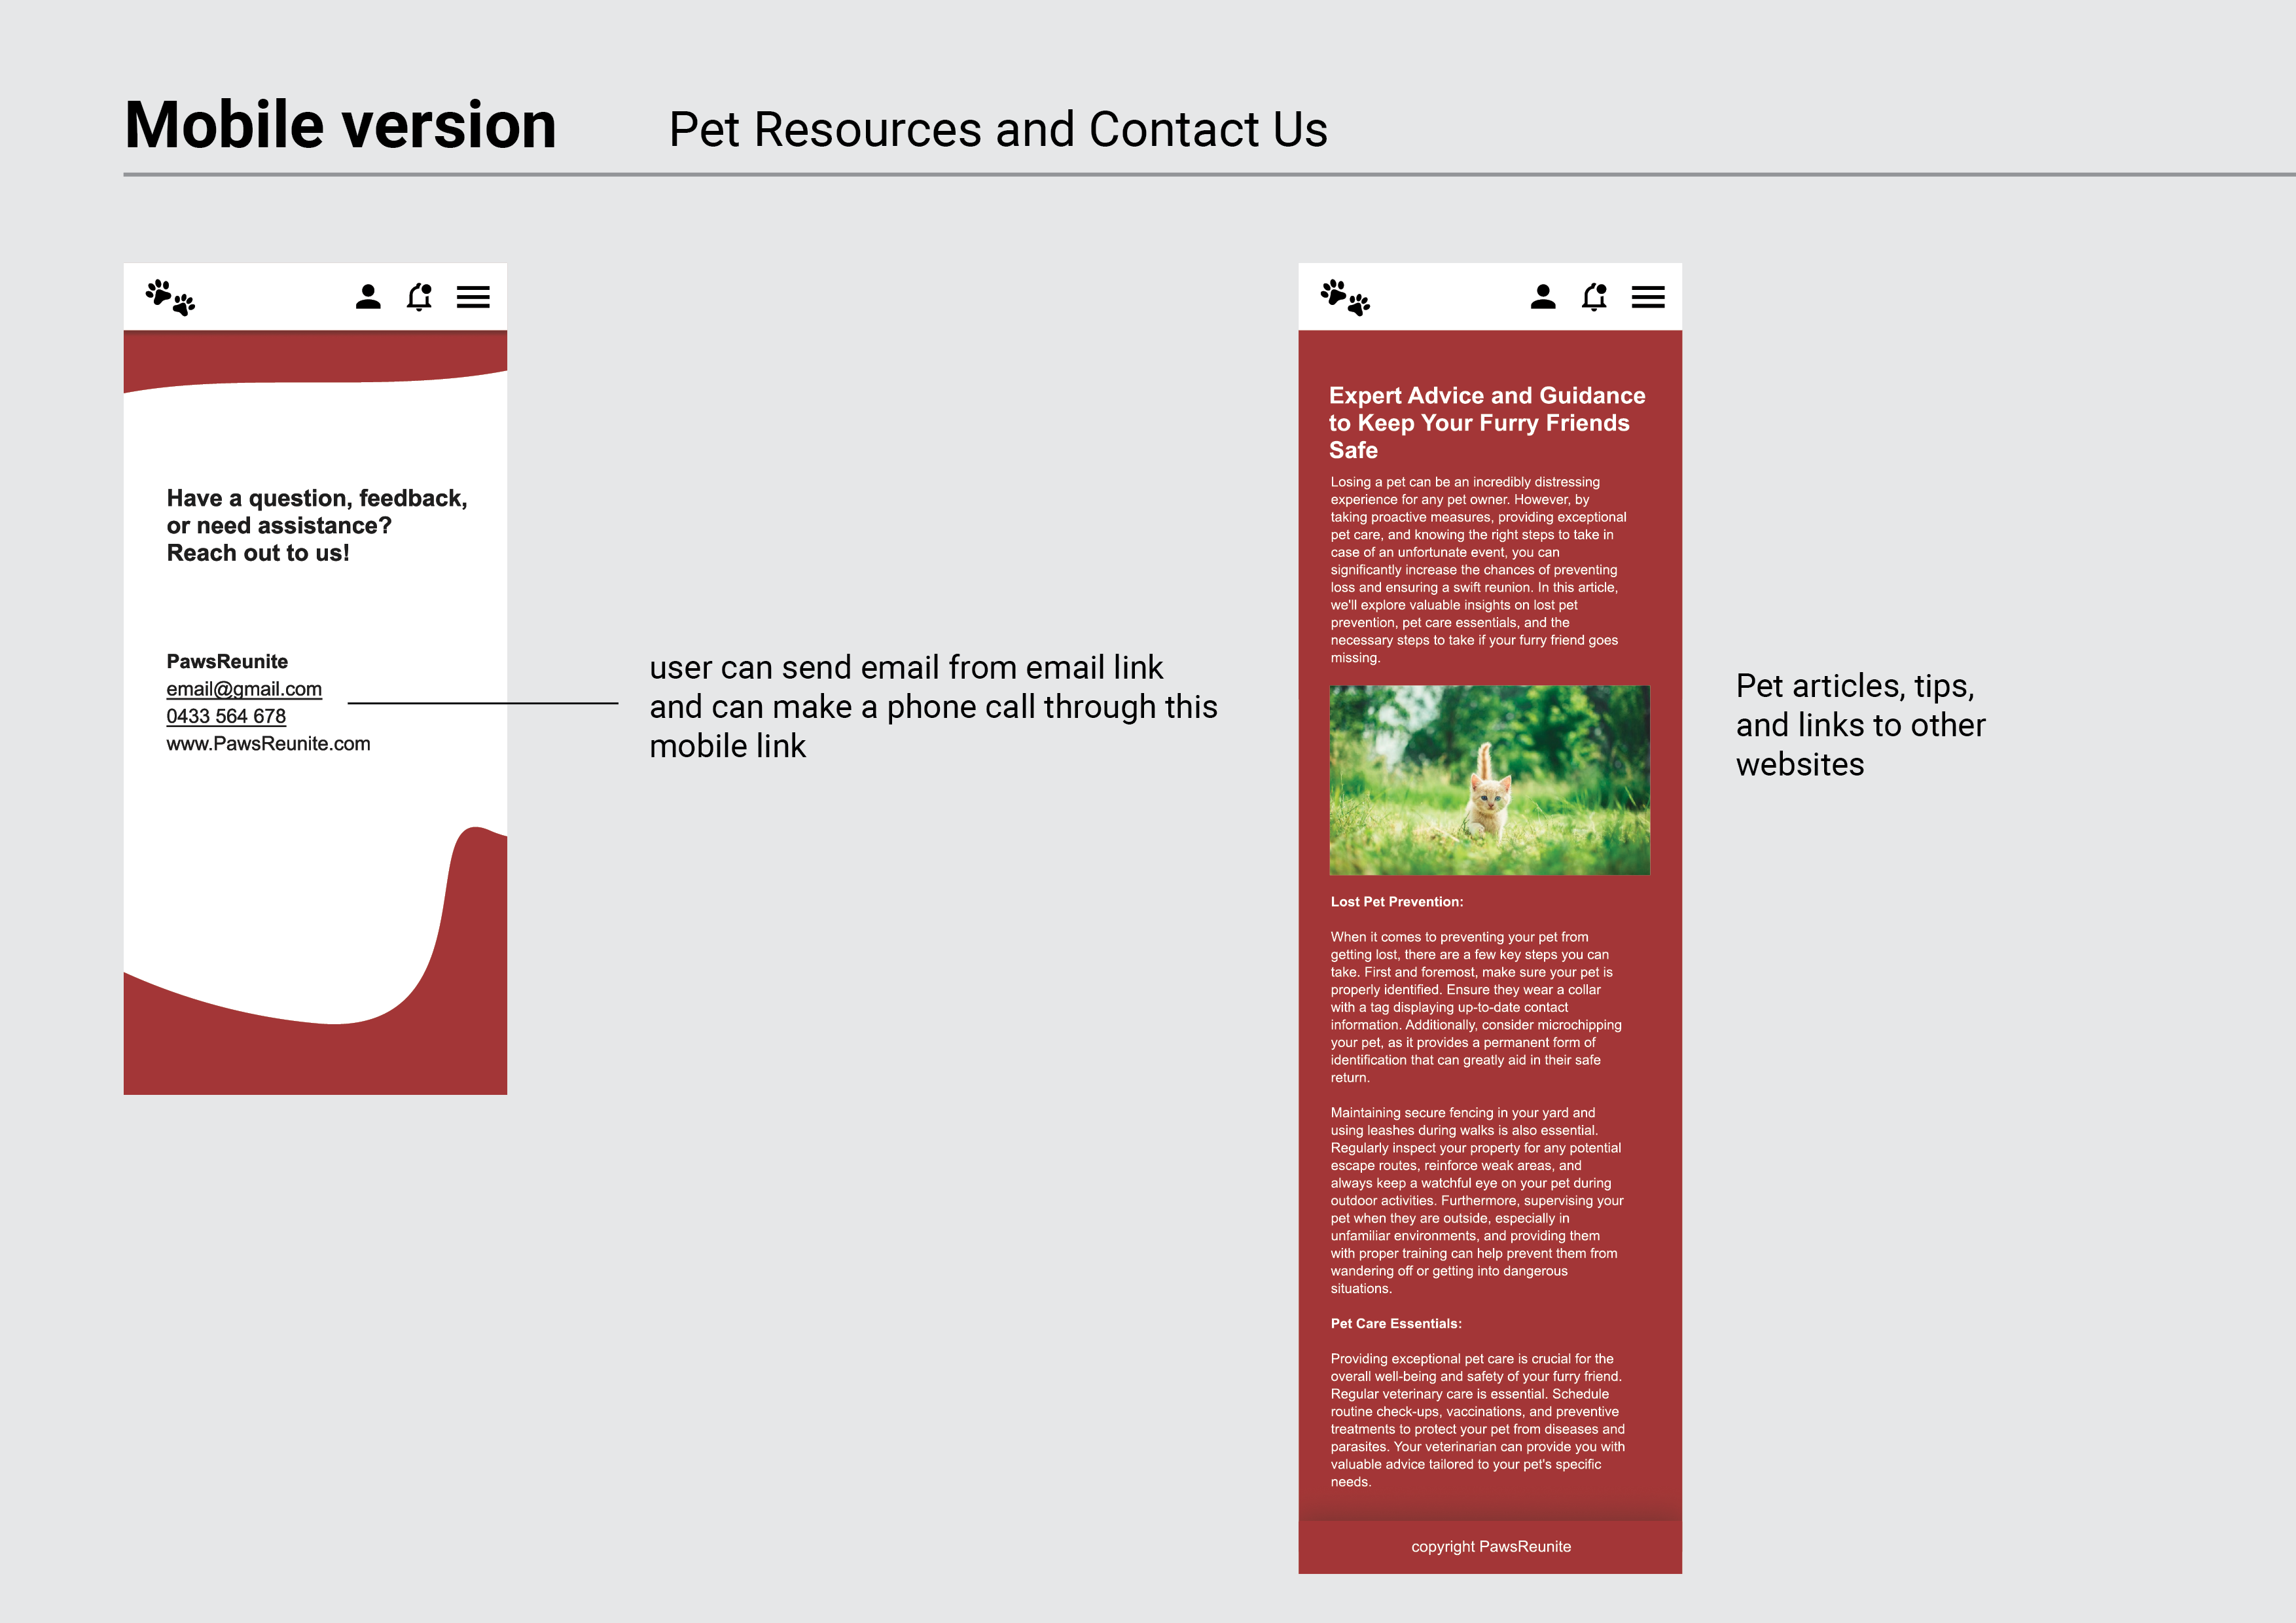 Mobile version Pet Resources and Contact Us
Have a question, feedback,
or need assistance?
Reach out to us!
PawsReunite
email@gmail.com
0433 564 678
www.PawsReunite.com
user can send email from email link
and can make a phone call through this
mobile link
Expert Advice and Guidance
to Keep Your Furry Friends
Safe
Losing a pet can be an incredibly distressing
experience for any pet owner. However, by
taking proactive measures, providing exceptional
pet care, and knowing the right steps to take in
case of an unfortunate event, you can
significantly increase the chances of preventing
loss and ensuring a swift reunion. In this article,
we'll explore valuable insights on lost pet
prevention, pet care essentials, and the
necessary steps to take if your furry friend goes
missing.
Lost Pet Prevention:
When it comes to preventing your pet from
getting lost, there are a few key steps you can
take. First and foremost, make sure your pet is
properly identified. Ensure they wear a collar
with a tag displaying up-to-date contact
information. Additionally, consider microchipping
your pet, as it provides a permanent form of
identification that can greatly aid in their safe
return.
Maintaining secure fencing in your yard and
using leashes during walks is also essential.
Regularly inspect your property for any potential
escape routes, reinforce weak areas, and
always keep a watchful eye on your pet during
outdoor activities. Furthermore, supervising your
pet when they are outside, especially in
unfamiliar environments, and providing them
with proper training can help prevent them from
wandering off or getting into dangerous
situations.
Pet Care Essentials:
Providing exceptional pet care is crucial for the
overall well-being and safety of your furry friend.
Regular veterinary care is essential. Schedule
routine check-ups, vaccinations, and preventive
treatments to protect your pet from diseases and
parasites. Your veterinarian can provide you with
valuable advice tailored to your pet's specific
needs.
copyright PawsReunite
Pet articles, tips,
and links to other
websites